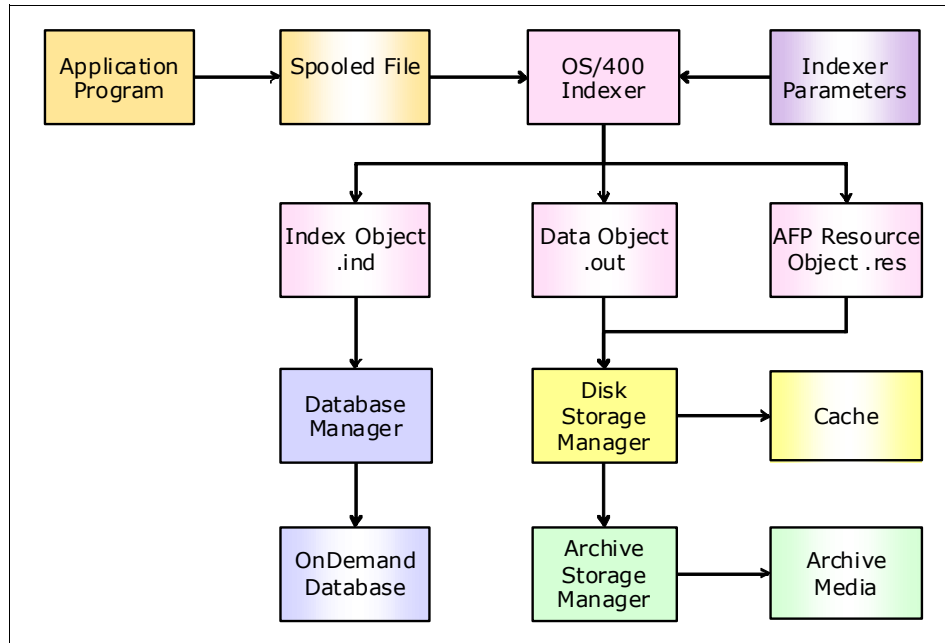 Application
Program
Spooled File
OS/400
Indexer
Indexer
Parameters
Index Object
.ind
Data Object
.out
AFP Resource
Object .res
Database
Manager
Disk
Storage
Manager
Cache
OnDemand
Database
Archive
Storage
Manager
Archive
Media